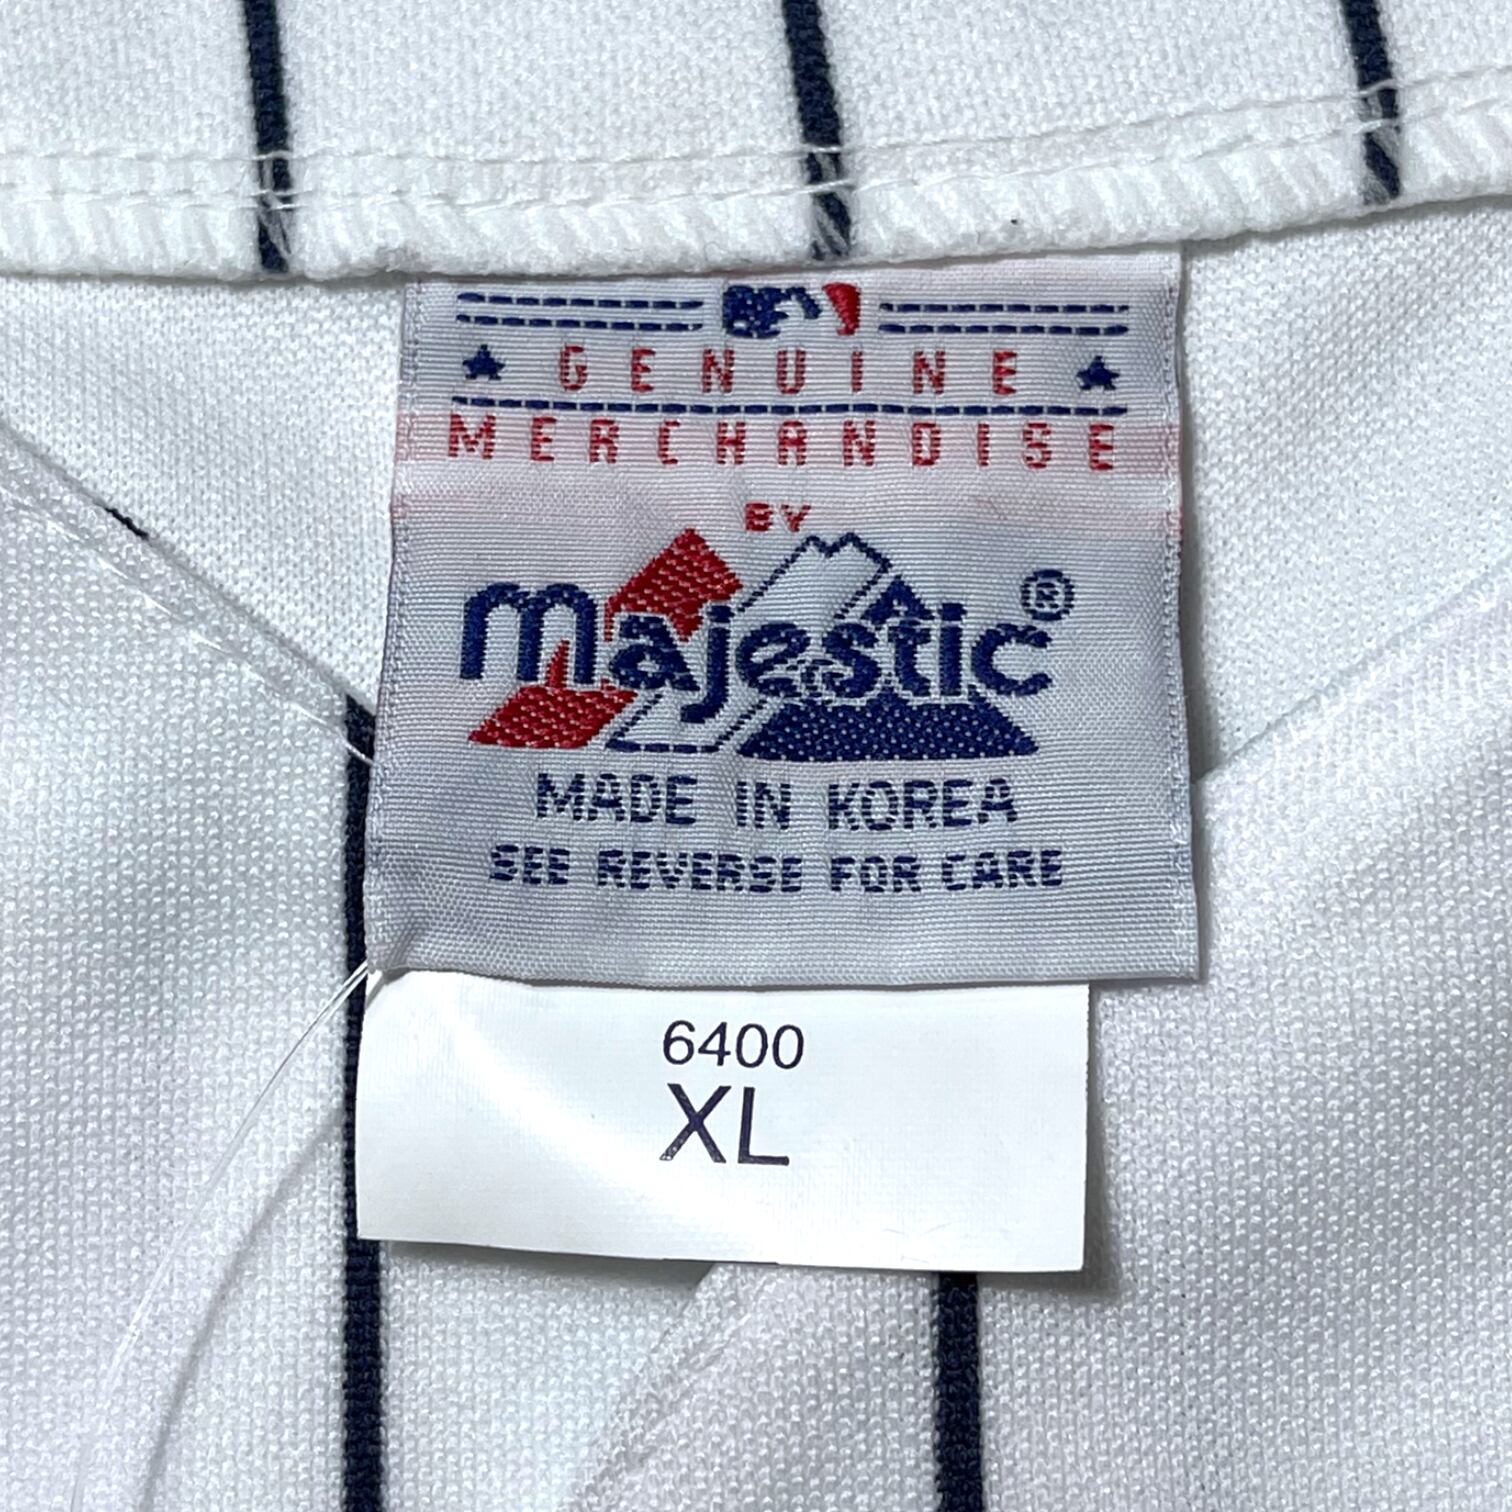 GENUINE
MERCHANDISE
BY
majestic®
MADE IN KOREA
SEE REVERSE FOR CARE
6400
XL